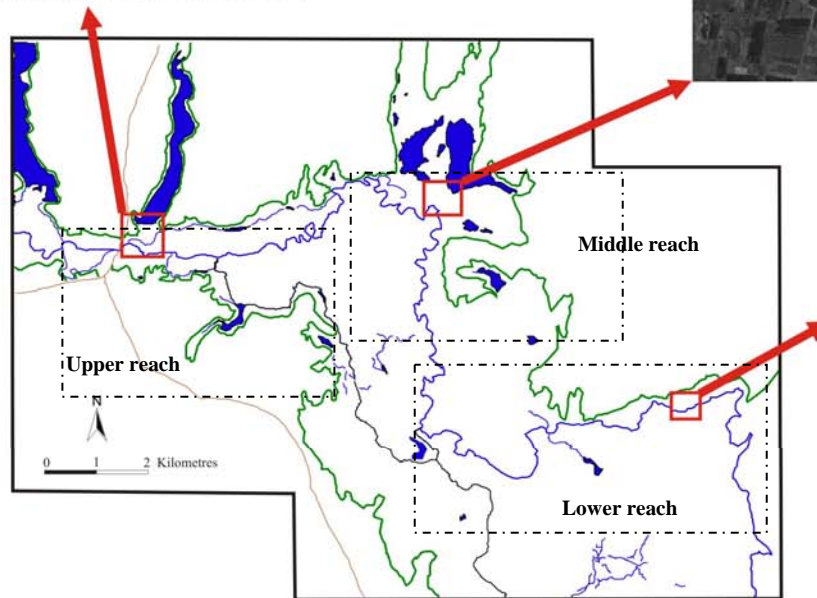 Middle reach
Upper reach
N
0 1 2 Kilometres
Lower reach